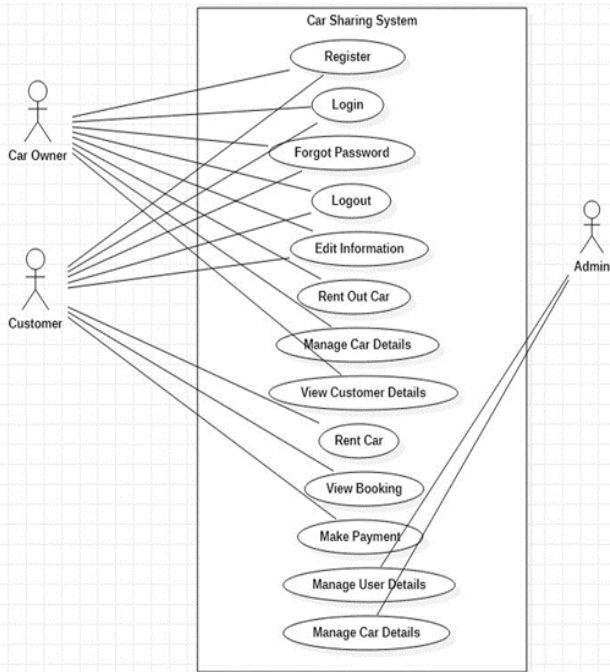 Car Sharing System
Register
Login
Car Owner
Forgot Password
Logout
Edit Information
Admin
Rent Out Car
Customer
Manage Car Details
View Customer Details
Rent Car
View Booking
Make Payment
Manage User Details
Manage Car Details